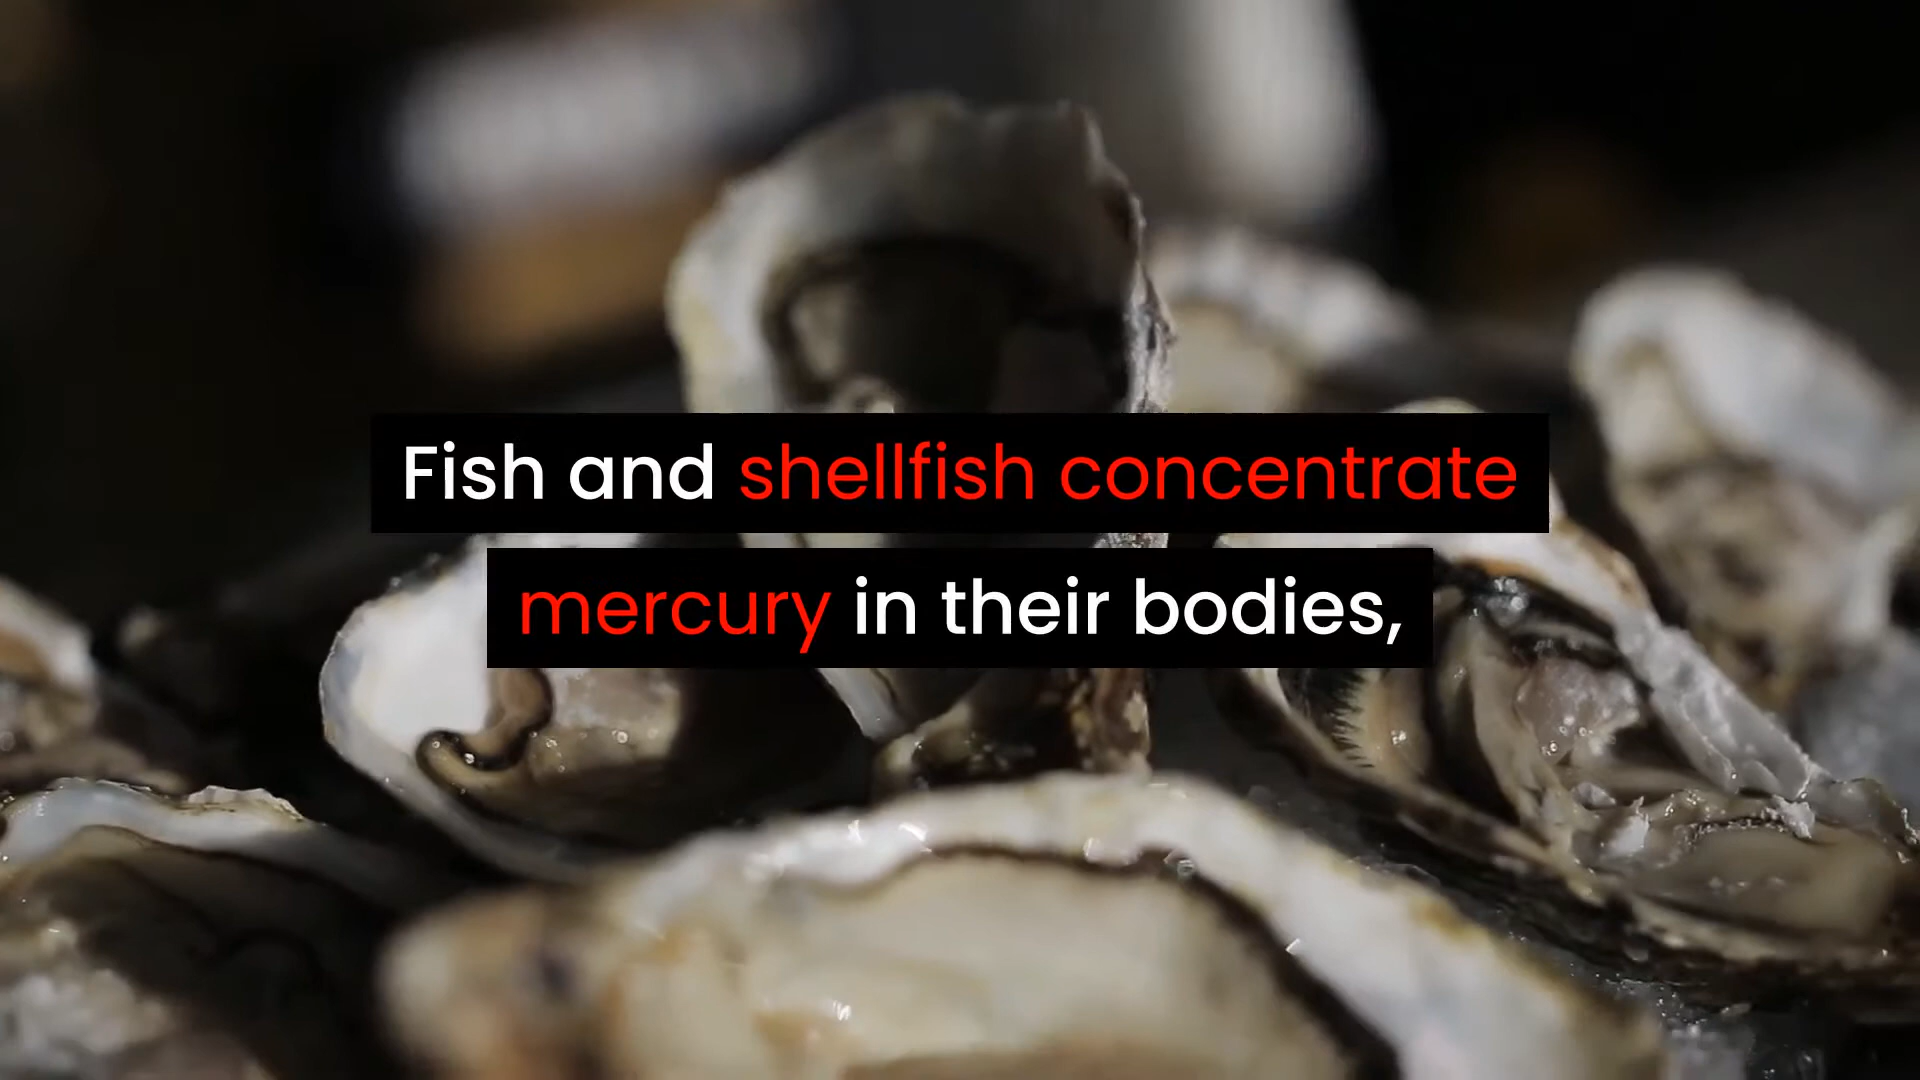 Fish and shellfish concentrate
mercury in their bodies,